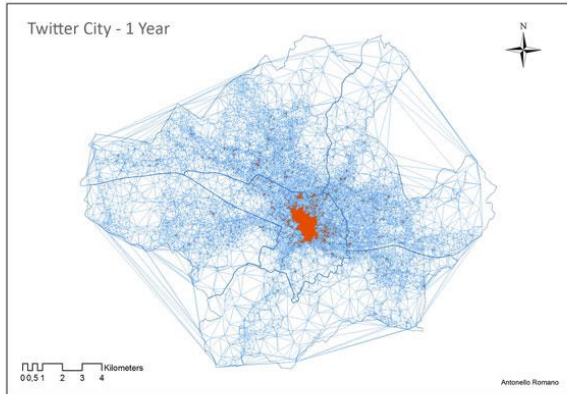 Twitter City - 1 Year
N
Kilometers
0 0,5 1 2 3 4
Antonello Romano